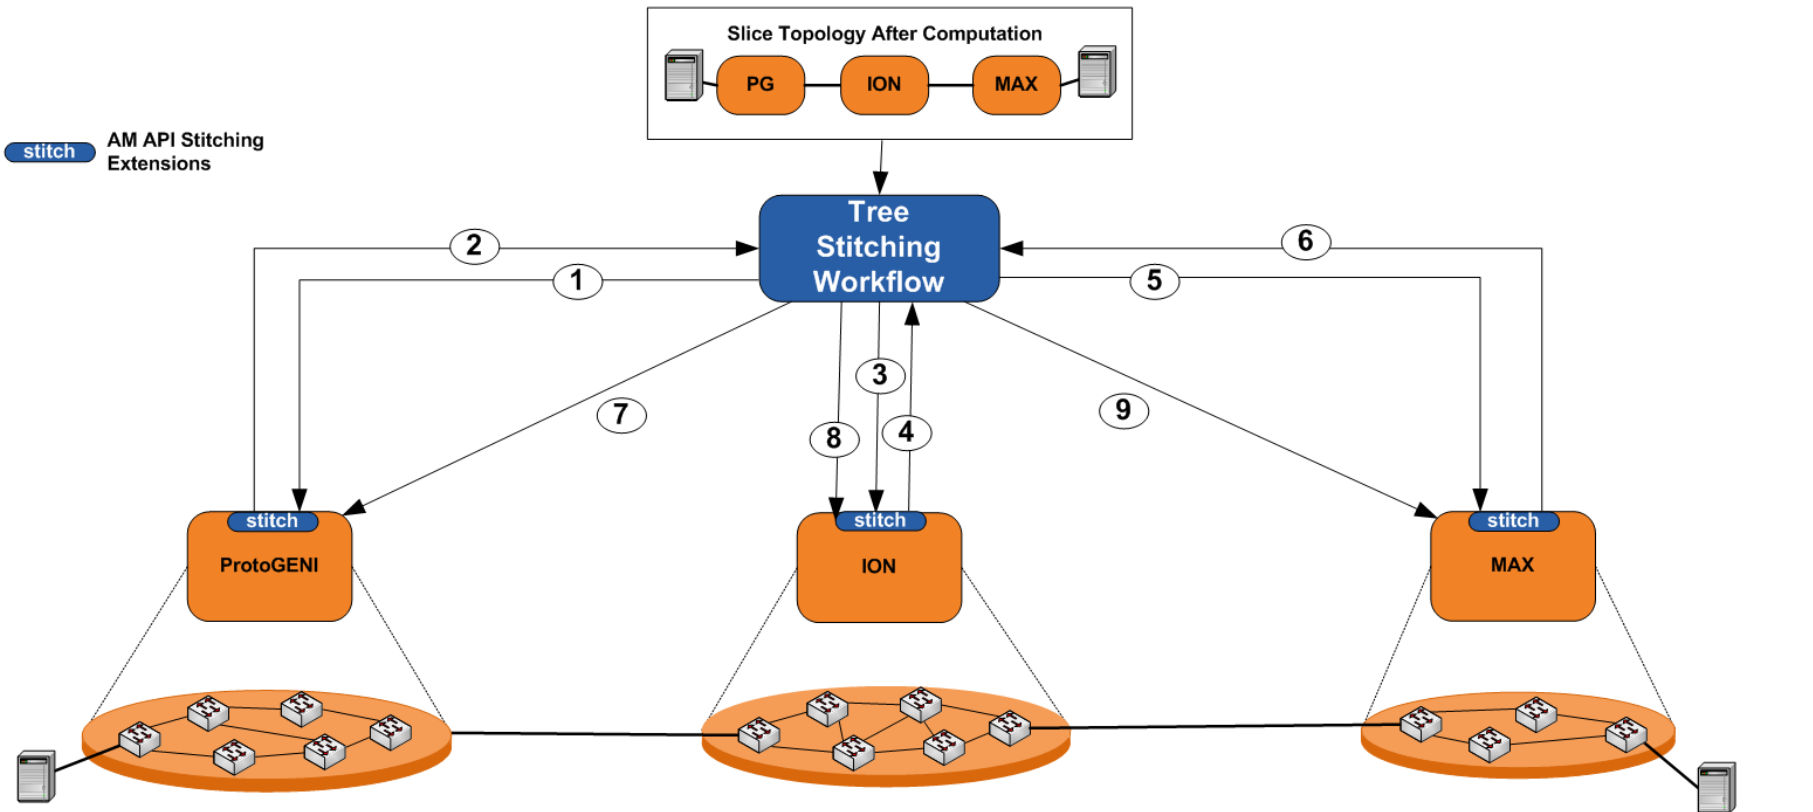 Slice Topology After Computation
PG
ION
MAX
stitch
AM API Stitching
Extensions
Tree
Stitching
Workflow
2
1
6
5
3
7
8
4
9
stitch
ProtoGENI
stitch
ION
stitch
MAX